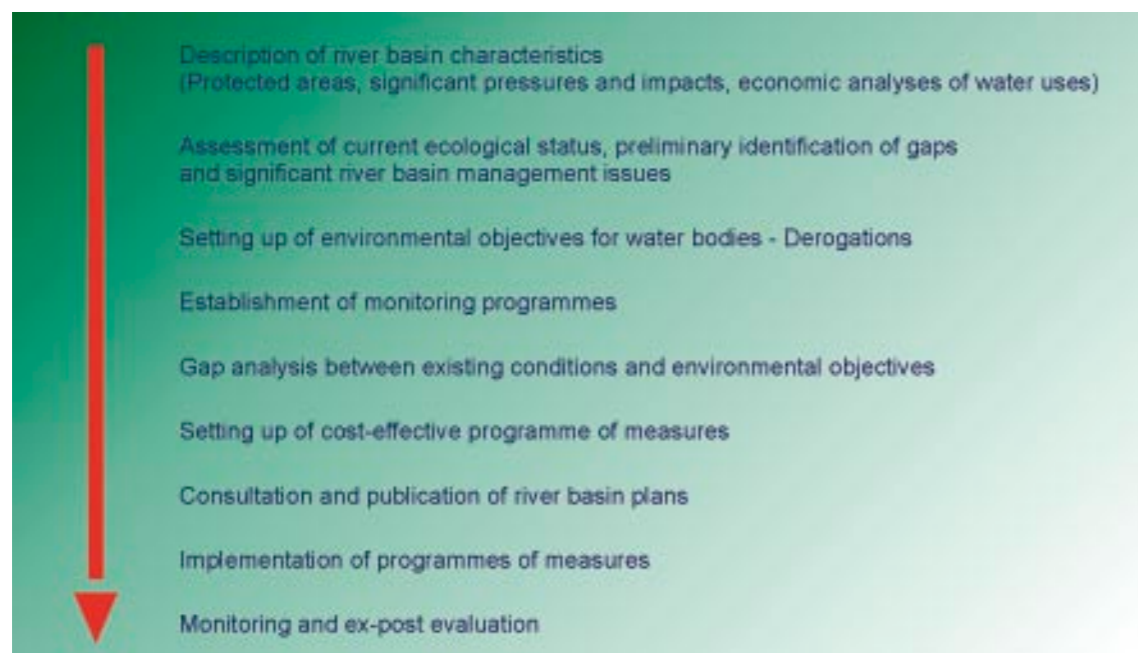 Description of river basin characteristics
(Protected areas, significant pressures and impacts, economic analyses of water uses)
Assessment of current ecological status, preliminary identification of gaps
and significant river basin management issues
Setting up of environmental objectives for water bodies - Derogations
Establishment of monitoring programmes
Gap analysis between existing conditions and environmental objectives
Setting up of cost-effective programme of measures
Consultation and publication of river basin plans
Implementation of programmes of measures
Monitoring and ex-post evaluation